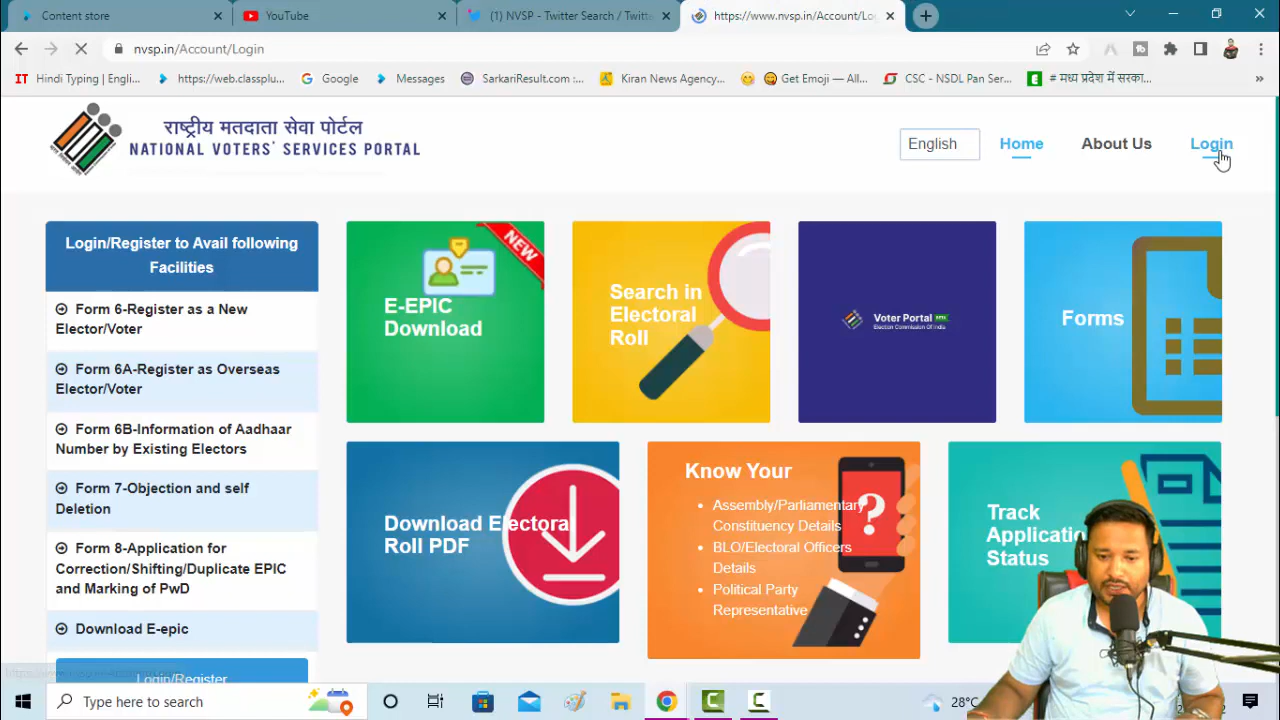 Content store
YouTube
(1) NVSP - Twitter Search / Twitte
https://www.nvsp.in/Account/Lo
nvsp.in/Account/Login
IT Hindi Typing | Engli...
https://web.classplu...
Google
Messages
SarkariResult.com :...
Kiran News Agency...
Get Emoji — All...
CSC - NSDL Pan Ser...
# मध्य प्रदेश में सरका...
राष्ट्रीय मतदाता सेवा पोर्टल
NATIONAL VOTERS' SERVICES PORTAL
English
Home
About Us
Login
Login/Register to Avail following
Facilities
Form 6-Register as a New
Elector/Voter
Form 6A-Register as Overseas
Elector/Voter
Form 6B-Information of Aadhaar
Number by Existing Electors
Form 7-Objection and self
Deletion
Form 8-Application for
Correction/Shifting/Duplicate EPIC
and Marking of PwD
Download E-epic
Login/Register
NEW
E-EPIC
Download
Search in
Electoral
Roll
Voter Portal
Election Commission Of India
Forms
Download Electora
Roll PDF
Know Your
Assembly/Parliamentary
Constituency Details
BLO/Electoral Officers
Details
Political Party
Representative
?
Track
Applicatio
Status
Type here to search
28°C